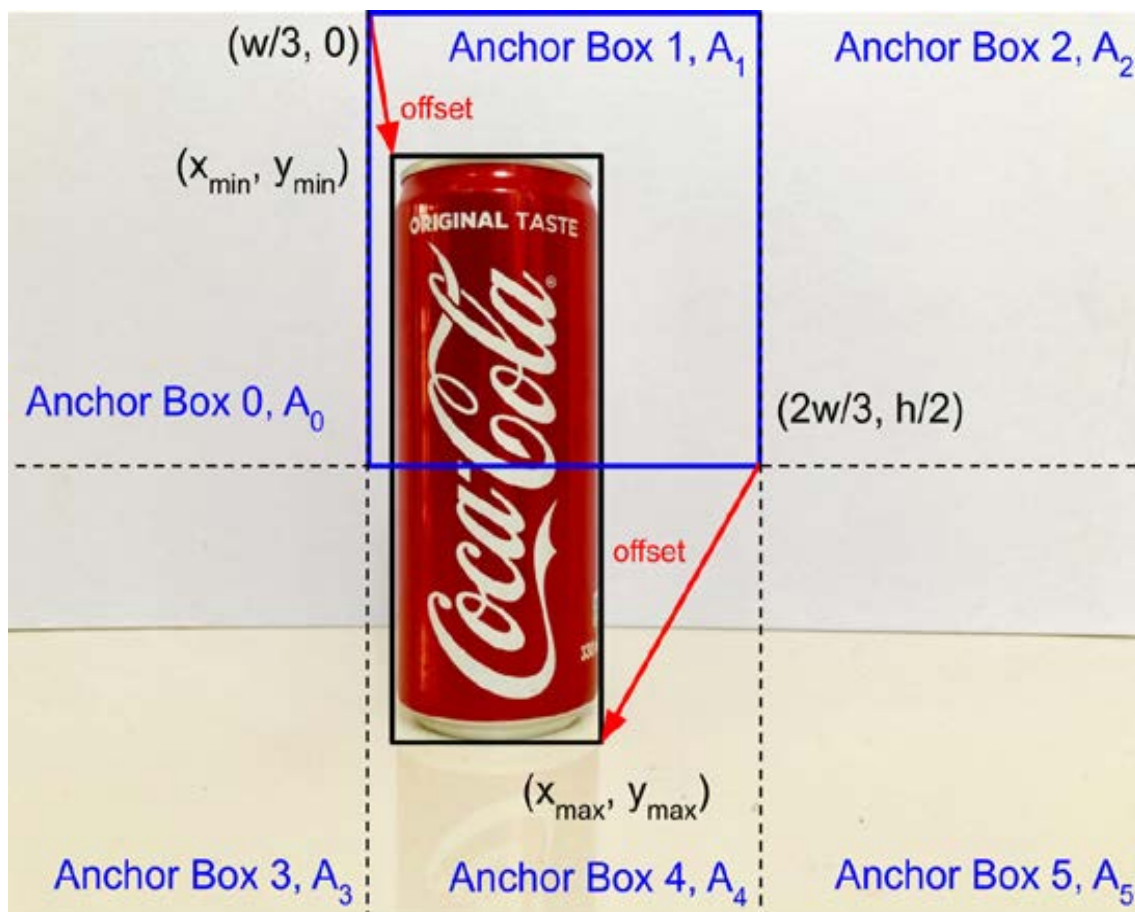 (w/3, 0)
Anchor Box 1, A₁
Anchor Box 2, A₂
offset
(xₘᵢₙ, yₘᵢₙ)
ORIGINAL TASTE
Coca-Cola®
Anchor Box 0, A₀
(2w/3, h/2)
offset
330
(xₘₐₓ, yₘₐₓ)
Anchor Box 3, A₃
Anchor Box 4, A₄
Anchor Box 5, A₅